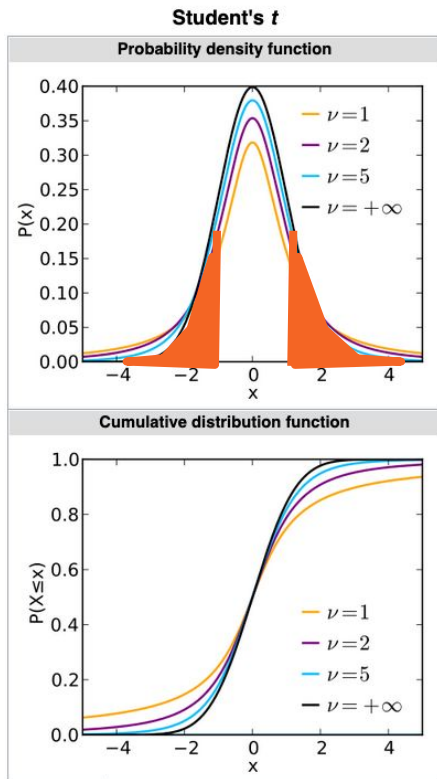 Student's t
Probability density function
0.40
0.35
0.30
0.25
0.20
0.15
0.10
0.05
0.00
P(x)
ν=1
ν=2
ν=5
ν=+∞
−4 −2 0 2 4
x
Cumulative distribution function
1.0
0.8
0.6
0.4
0.2
0.0
P(X≤x)
ν=1
ν=2
ν=5
ν=+∞
−4 −2 0 2 4
x